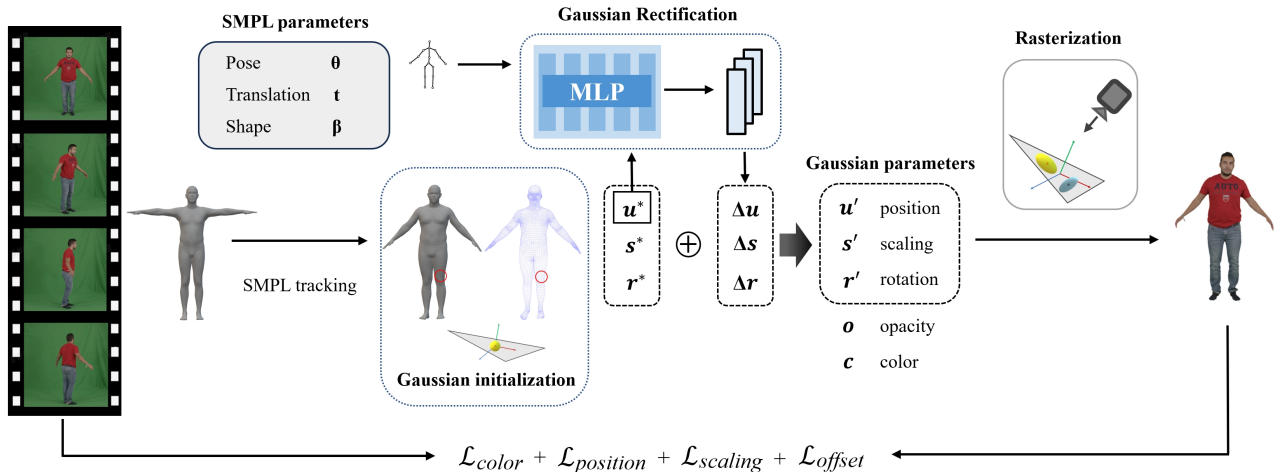 SMPL parameters
Pose θ
Translation t
Shape β
Gaussian Rectification
MLP
Rasterization
SMPL tracking
Gaussian initialization
u*
s*
r*
⊕
Δu
Δs
Δr
Gaussian parameters
u′ position
s′ scaling
r′ rotation
o opacity
c color
AUTO
ℒcolor + ℒposition + ℒscaling + ℒoffset